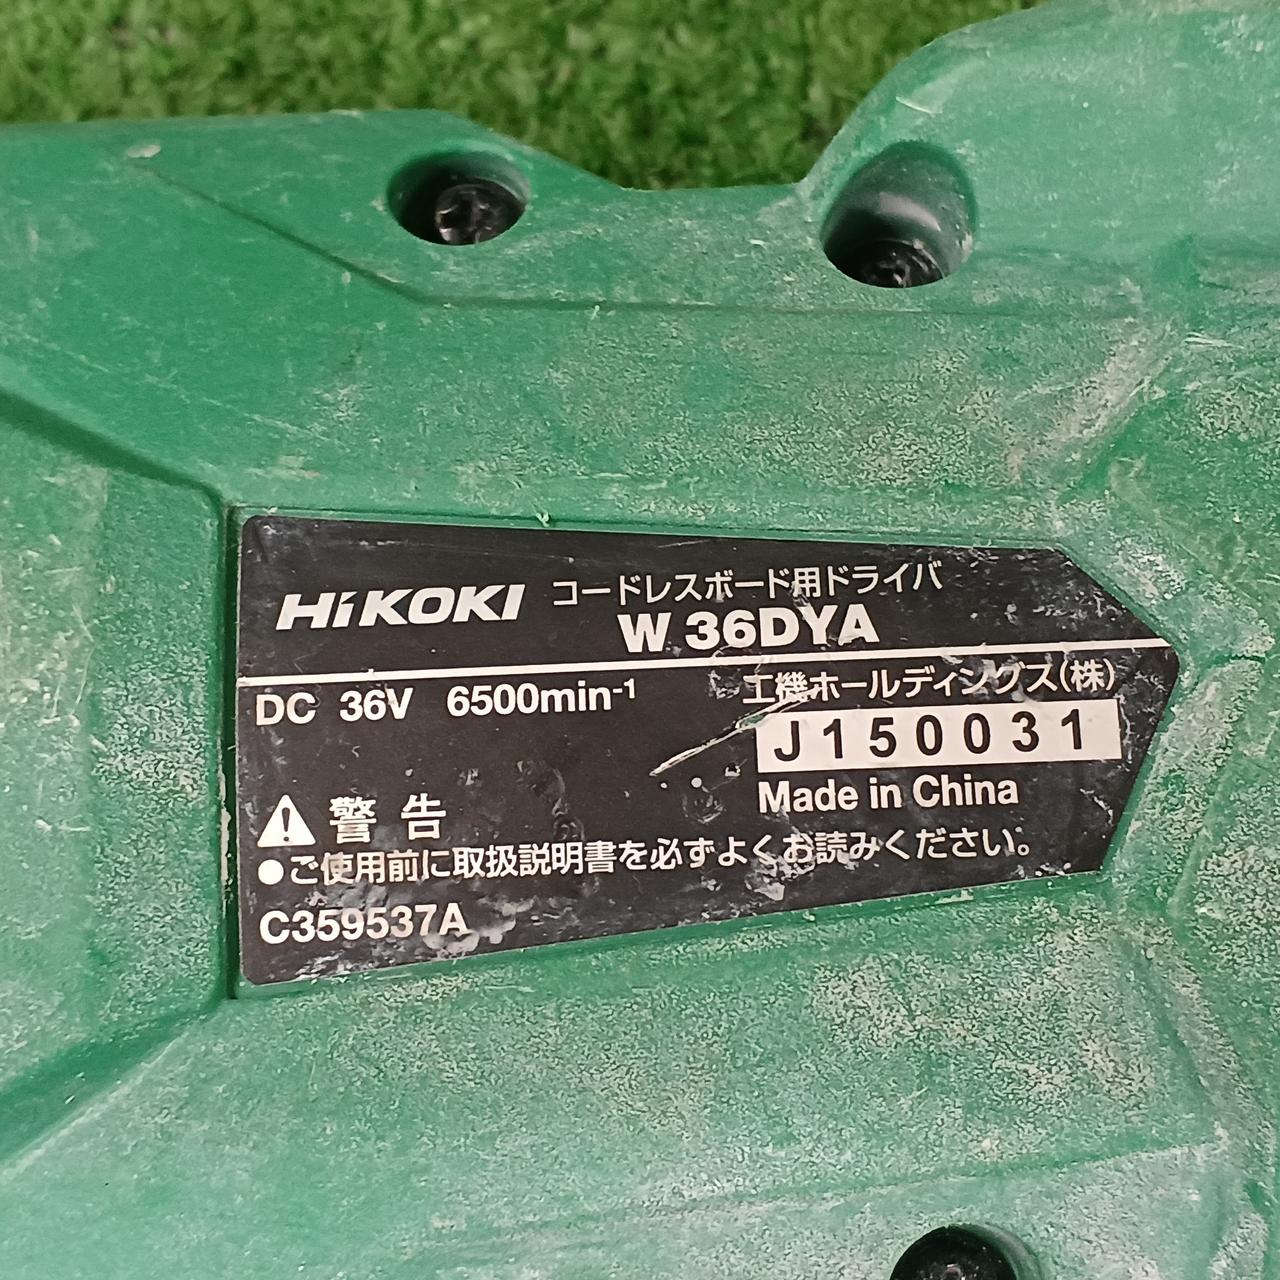 HiKOKI コードレスボード用ドライバ
W 36DYA
DC 36V 6500min⁻¹ 工機ホールディングス(株)
J150031
Made in China
警告
●ご使用前に取扱説明書を必ずよくお読みください。
C359537A